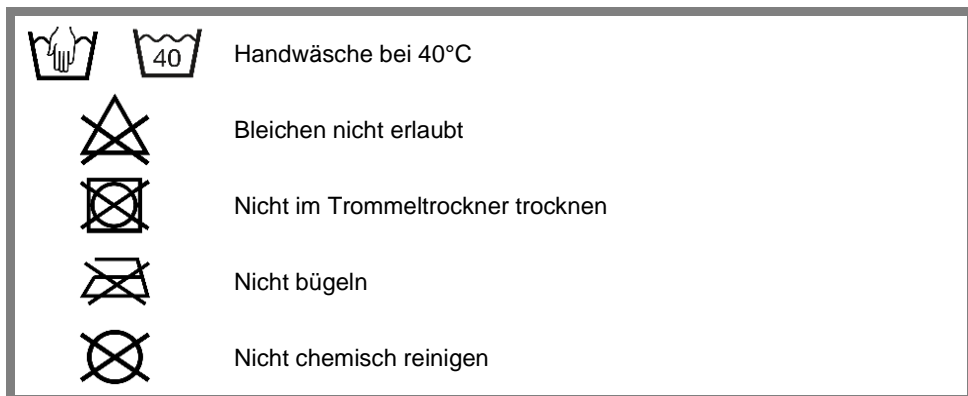 40 Handwäsche bei 40°C
Bleichen nicht erlaubt
Nicht im Trommeltrockner trocknen
Nicht bügeln
Nicht chemisch reinigen